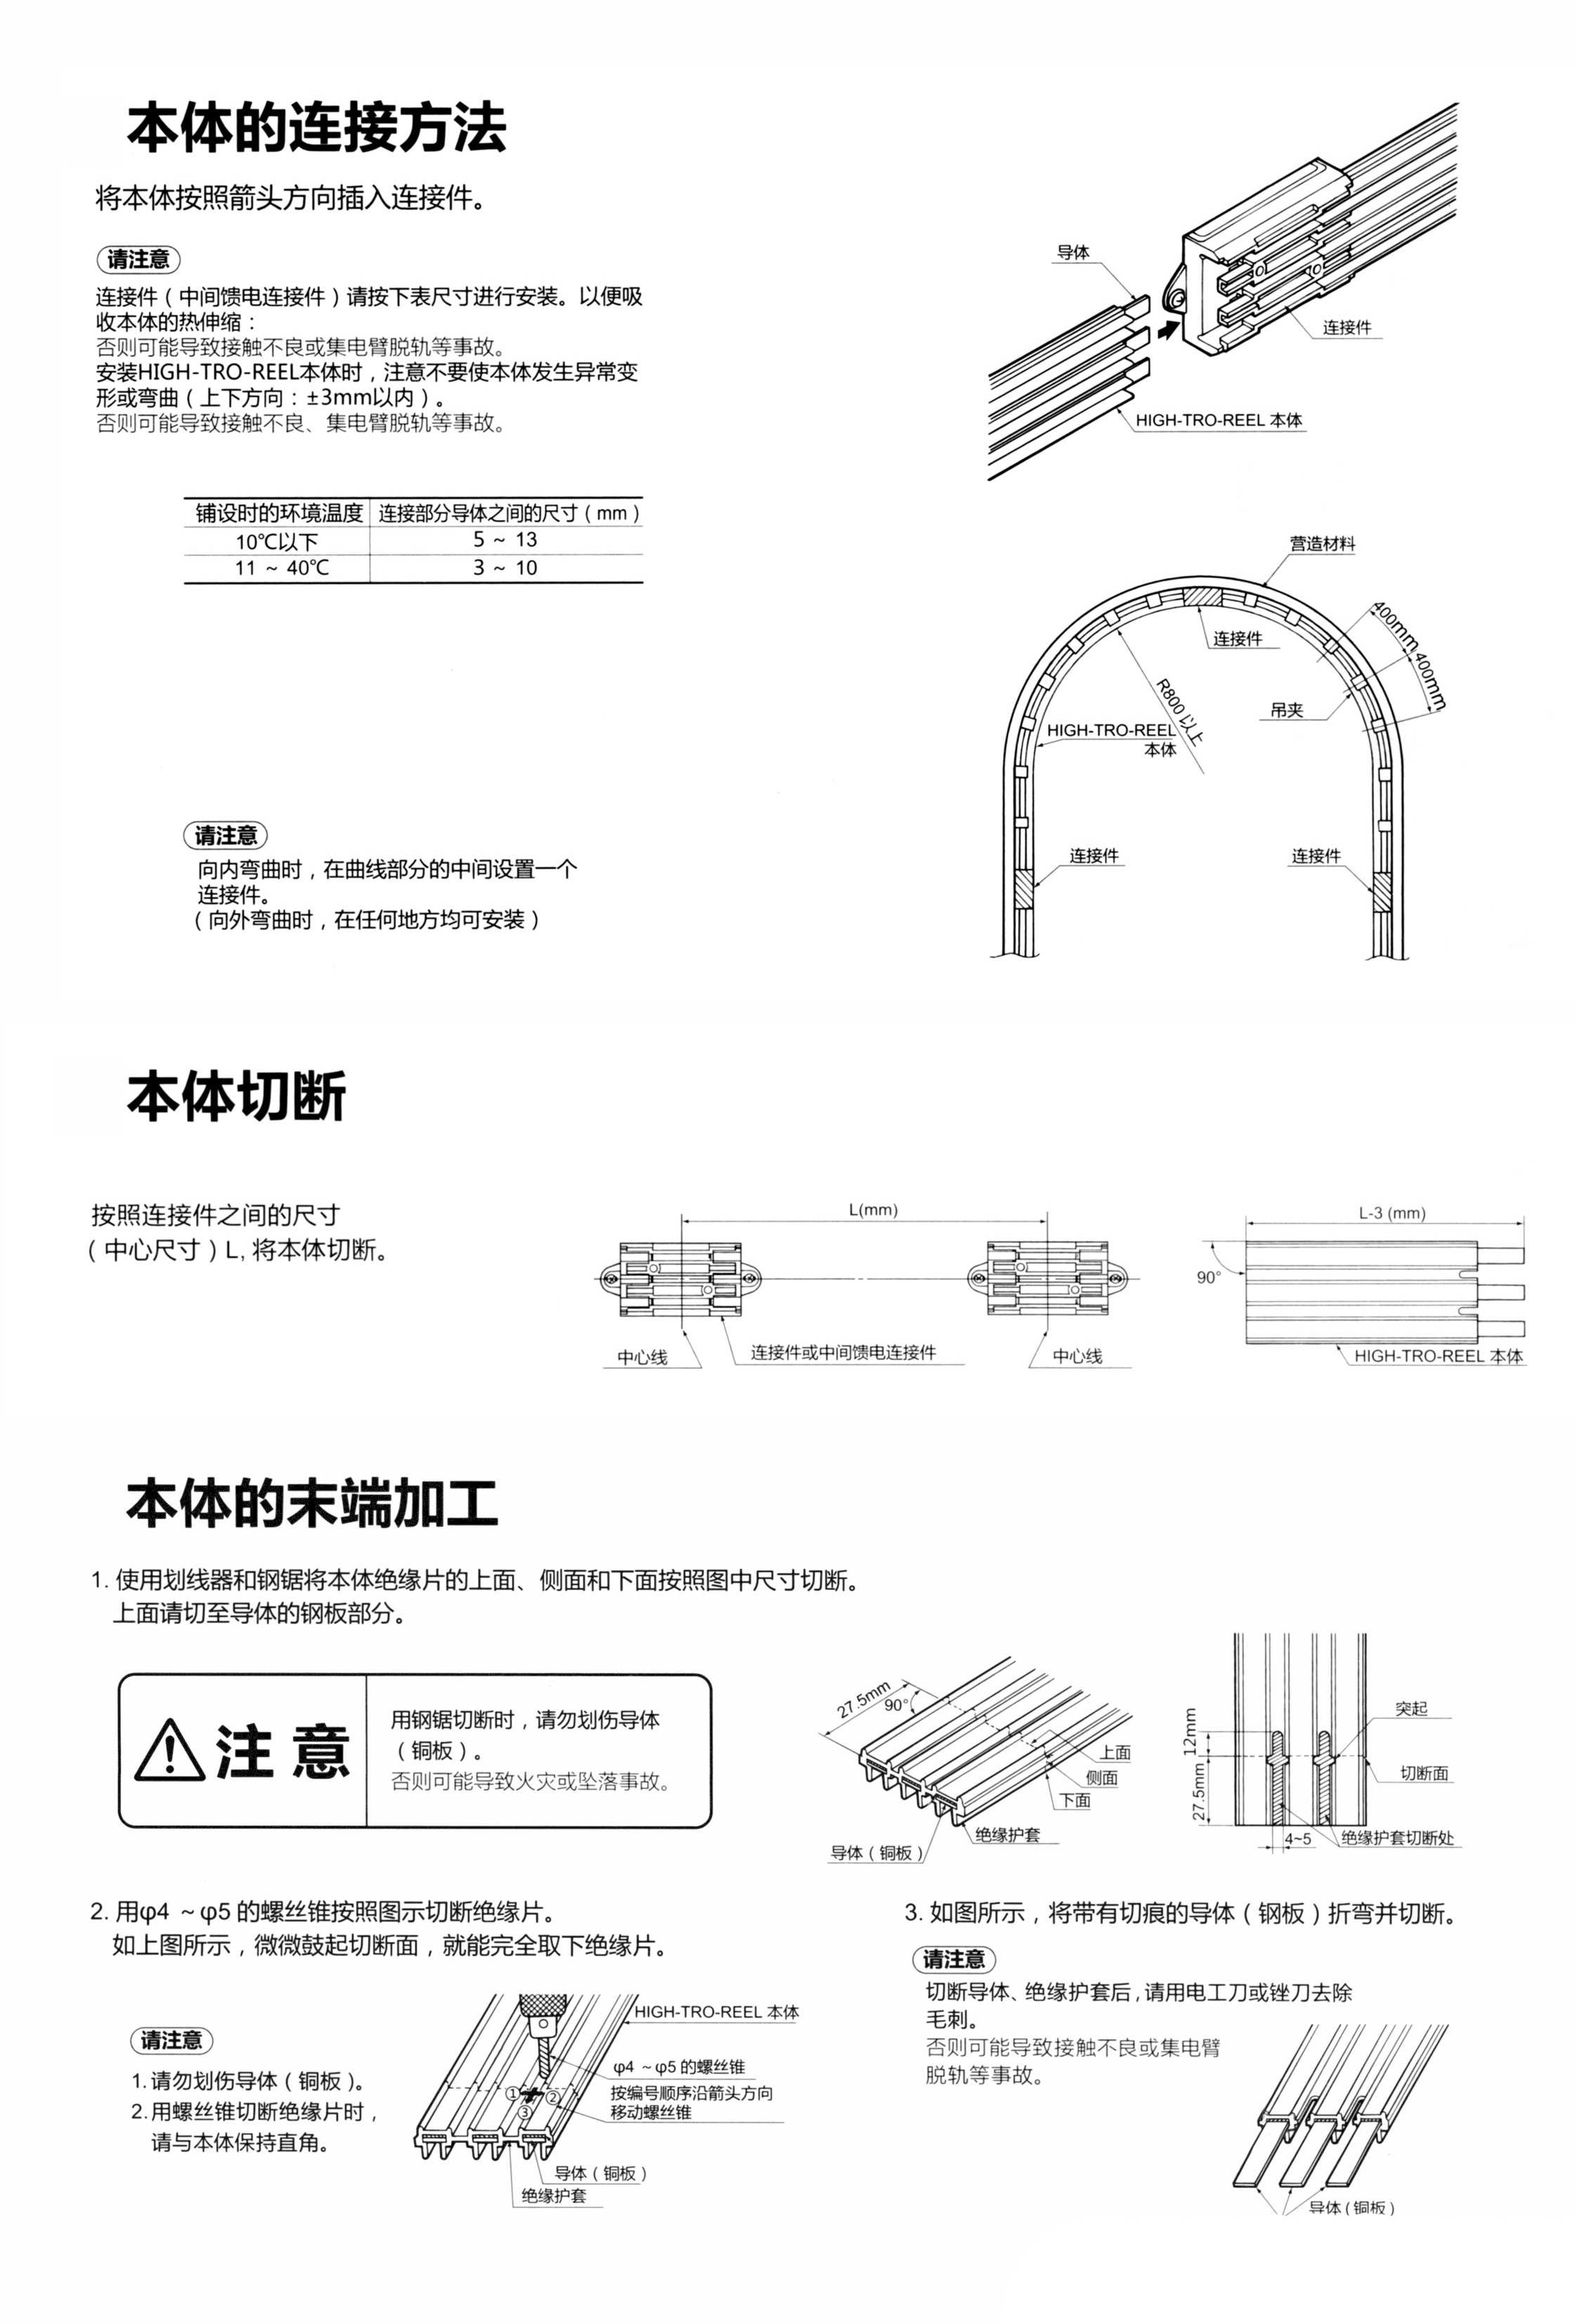 本体的连接方法
将本体按照箭头方向插入连接件。
请注意
连接件（中间馈电连接件）请按下表尺寸进行安装。以便吸
收本体的热伸缩：
否则可能导致接触不良或集电臂脱轨等事故。
安装HIGH-TRO-REEL本体时，注意不要使本体发生异常变
形或弯曲（上下方向：±3mm以内）。
否则可能导致接触不良、集电臂脱轨等事故。
导体
连接件
HIGH-TRO-REEL 本体
铺设时的环境温度 连接部分导体之间的尺寸（mm）
10℃以下 5 ~ 13
11 ~ 40℃ 3 ~ 10
营造材料
连接件
400mm
400mm
吊夹
R800 以上
HIGH-TRO-REEL
本体
连接件
连接件
请注意
向内弯曲时，在曲线部分的中间设置一个
连接件。
（向外弯曲时，在任何地方均可安装）
本体切断
按照连接件之间的尺寸
（中心尺寸）L, 将本体切断。
L(mm)
中心线
连接件或中间馈电连接件
中心线
L-3 (mm)
90°
HIGH-TRO-REEL 本体
本体的末端加工
1. 使用划线器和钢锯将本体绝缘片的上面、侧面和下面按照图中尺寸切断。
上面请切至导体的钢板部分。
注 意
用钢锯切断时，请勿划伤导体
（铜板）。
否则可能导致火灾或坠落事故。
27.5mm
90°
上面
侧面
下面
绝缘护套
导体（铜板）
12mm
27.5mm
突起
切断面
4~5
绝缘护套切断处
2. 用φ4 ~φ5 的螺丝锥按照图示切断绝缘片。
如上图所示，微微鼓起切断面，就能完全取下绝缘片。
请注意
1.请勿划伤导体（铜板）。
2.用螺丝锥切断绝缘片时，
请与本体保持直角。
HIGH-TRO-REEL 本体
φ4 ~φ5 的螺丝锥
按编号顺序沿箭头方向
移动螺丝锥
①
②
③
导体（铜板）
绝缘护套
3. 如图所示，将带有切痕的导体（钢板）折弯并切断。
请注意
切断导体、绝缘护套后,请用电工刀或锉刀去除
毛刺。
否则可能导致接触不良或集电臂
脱轨等事故。
导体（铜板）